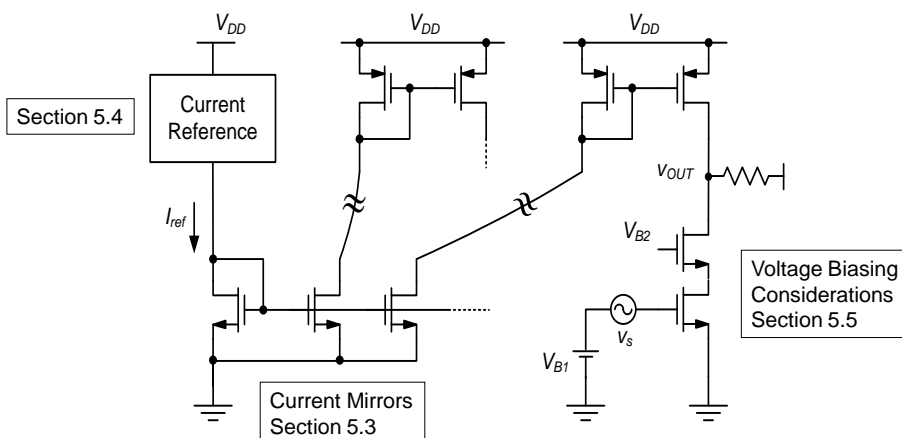 V_DD
V_DD
V_DD
Section 5.4
Current
Reference
I_ref
v_OUT
V_B2
v_s
V_B1
Voltage Biasing
Considerations
Section 5.5
Current Mirrors
Section 5.3